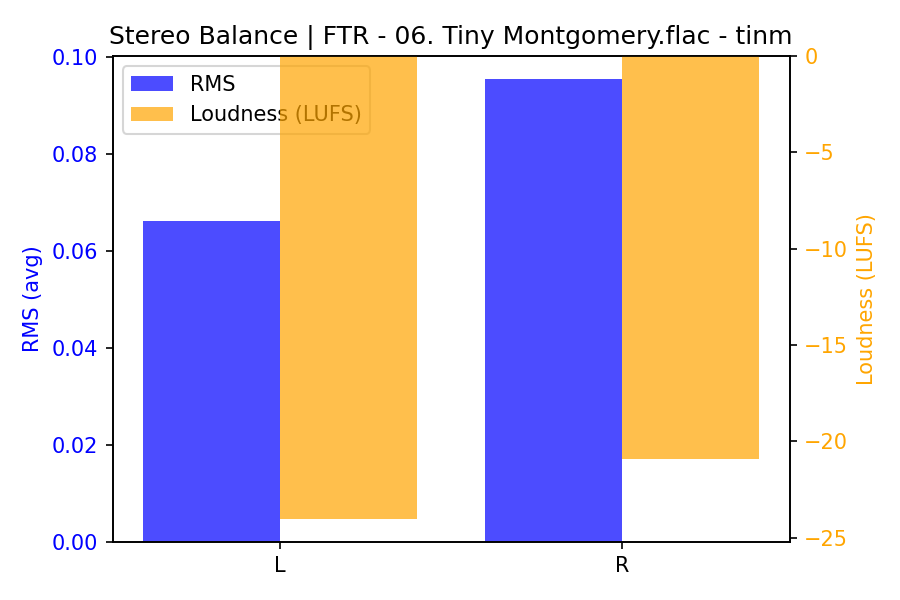 Stereo Balance | FTR - 06. Tiny Montgomery.flac - tinm
RMS
Loudness (LUFS)
RMS (avg)
0.10
0.08
0.06
0.04
0.02
0.00
0
−5
−10
−15
−20
−25
Loudness (LUFS)
L
R